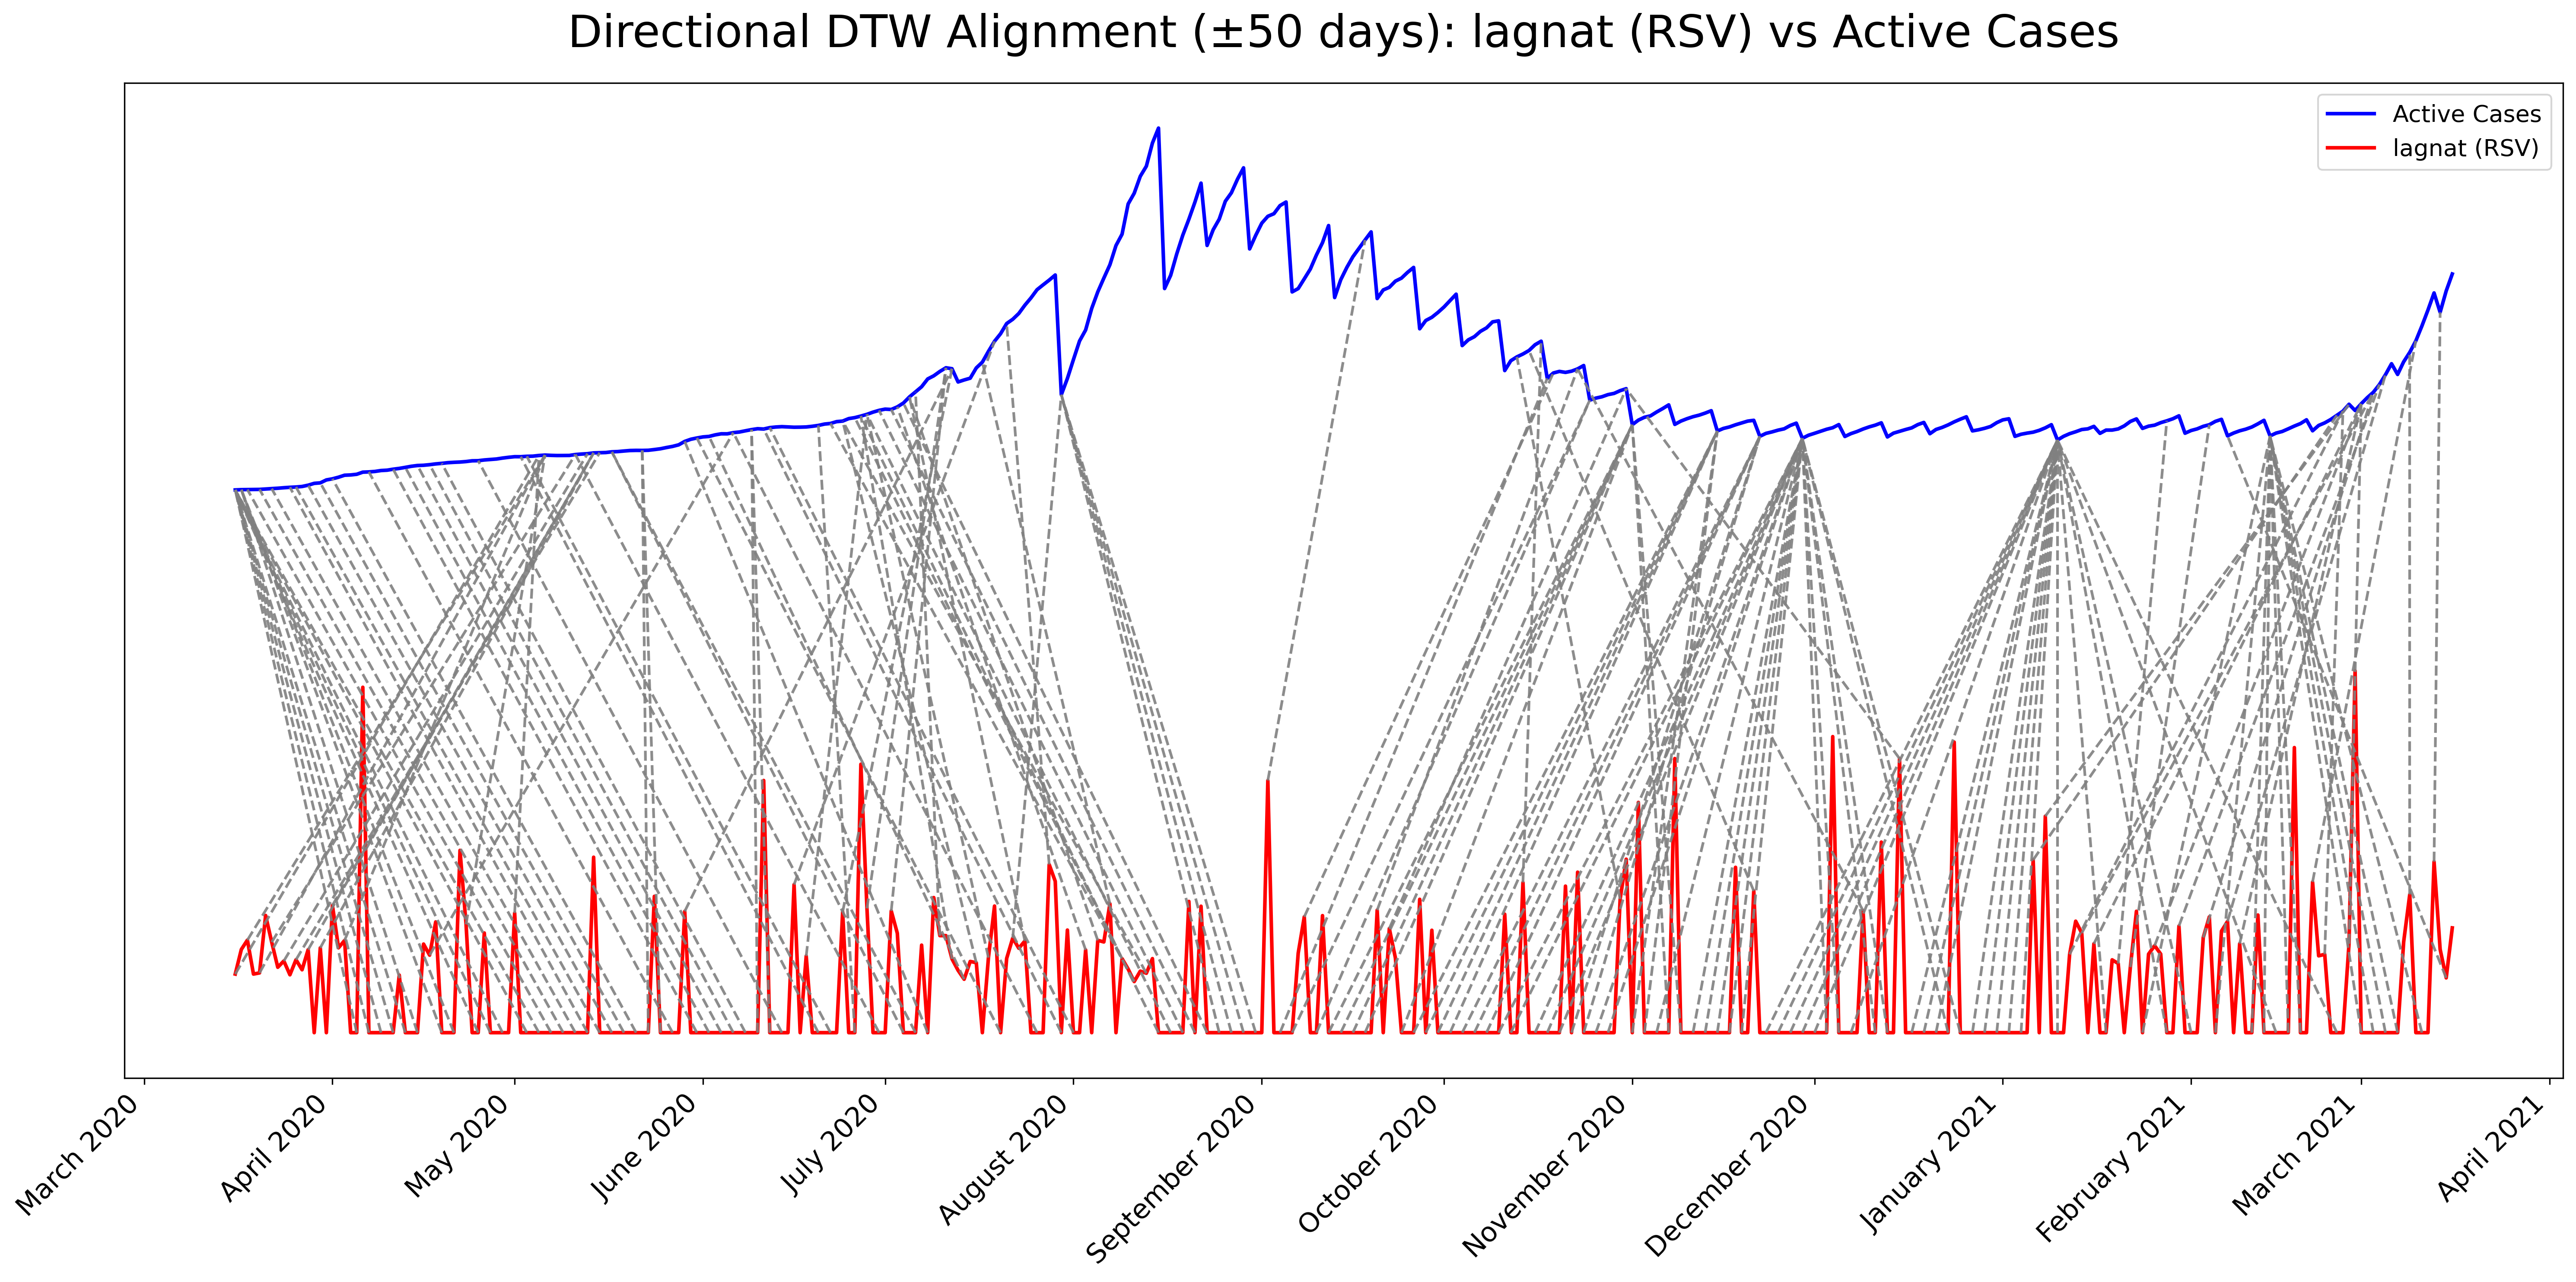 Directional DTW Alignment (±50 days): lagnat (RSV) vs Active Cases
Active Cases
lagnat (RSV)
March 2020
April 2020
May 2020
June 2020
July 2020
August 2020
September 2020
October 2020
November 2020
December 2020
January 2021
February 2021
March 2021
April 2021